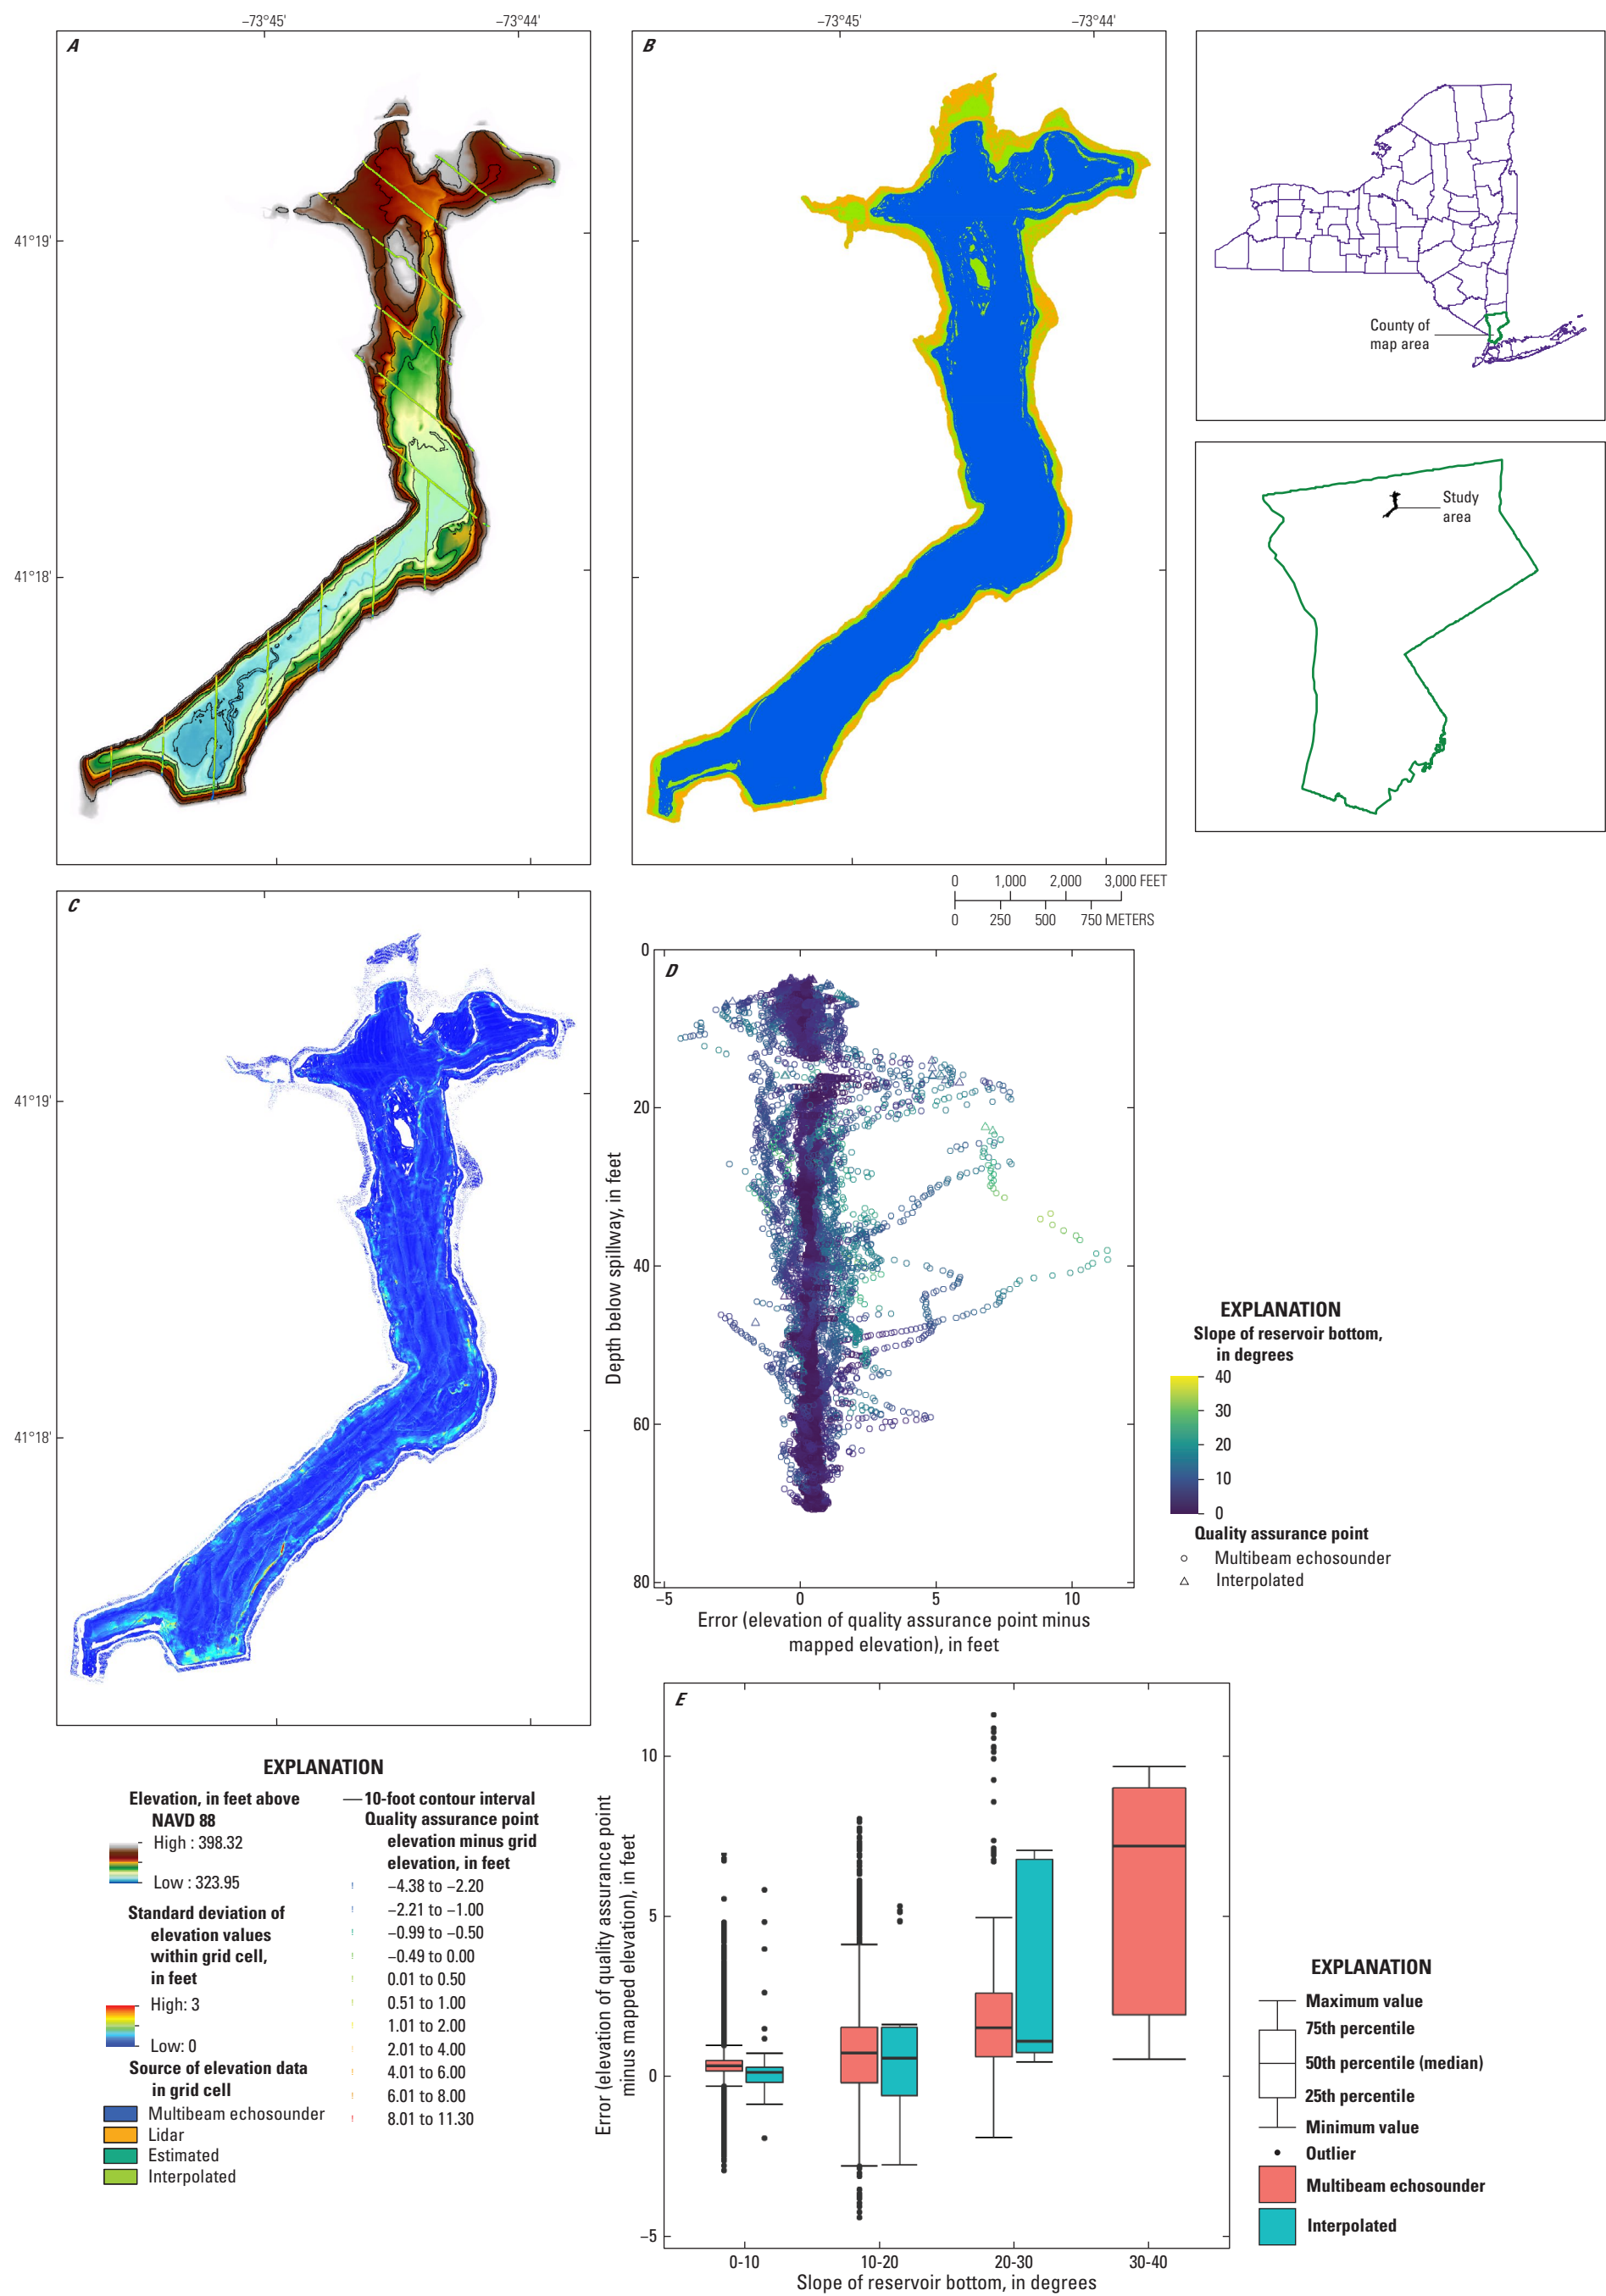 −73°45'
−73°44'
A
41°19'
41°18'
−73°45'
−73°44'
B
County of
map area
Study
area
0 1,000 2,000 3,000 FEET
0 250 500 750 METERS
C
41°19'
41°18'
D
0
20
40
60
80
Depth below spillway, in feet
−5 0 5 10
Error (elevation of quality assurance point minus
mapped elevation), in feet
EXPLANATION
Slope of reservoir bottom,
in degrees
40
30
20
10
0
Quality assurance point
Multibeam echosounder
Interpolated
E
10
5
0
−5
Error (elevation of quality assurance point
minus mapped elevation), in feet
0-10 10-20 20-30 30-40
Slope of reservoir bottom, in degrees
EXPLANATION
Maximum value
75th percentile
50th percentile (median)
25th percentile
Minimum value
Outlier
Multibeam echosounder
Interpolated
EXPLANATION
Elevation, in feet above
NAVD 88
High : 398.32
Low : 323.95
Standard deviation of
elevation values
within grid cell,
in feet
High: 3
Low: 0
Source of elevation data
in grid cell
Multibeam echosounder
Lidar
Estimated
Interpolated
10-foot contour interval
Quality assurance point
elevation minus grid
elevation, in feet
−4.38 to −2.20
−2.21 to −1.00
−0.99 to −0.50
−0.49 to 0.00
0.01 to 0.50
0.51 to 1.00
1.01 to 2.00
2.01 to 4.00
4.01 to 6.00
6.01 to 8.00
8.01 to 11.30